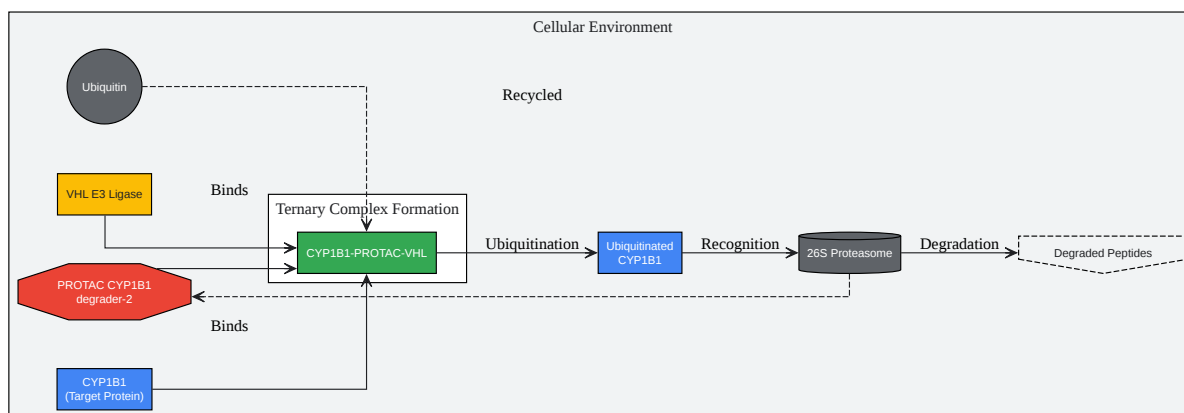 Cellular Environment
Ubiquitin
Recycled
VHL E3 Ligase
Binds
Ternary Complex Formation
CYP1B1-PROTAC-VHL
Ubiquitination
Ubiquitinated
CYP1B1
Recognition
26S Proteasome
Degradation
Degraded Peptides
PROTAC CYP1B1
degrader-2
Binds
CYP1B1
(Target Protein)